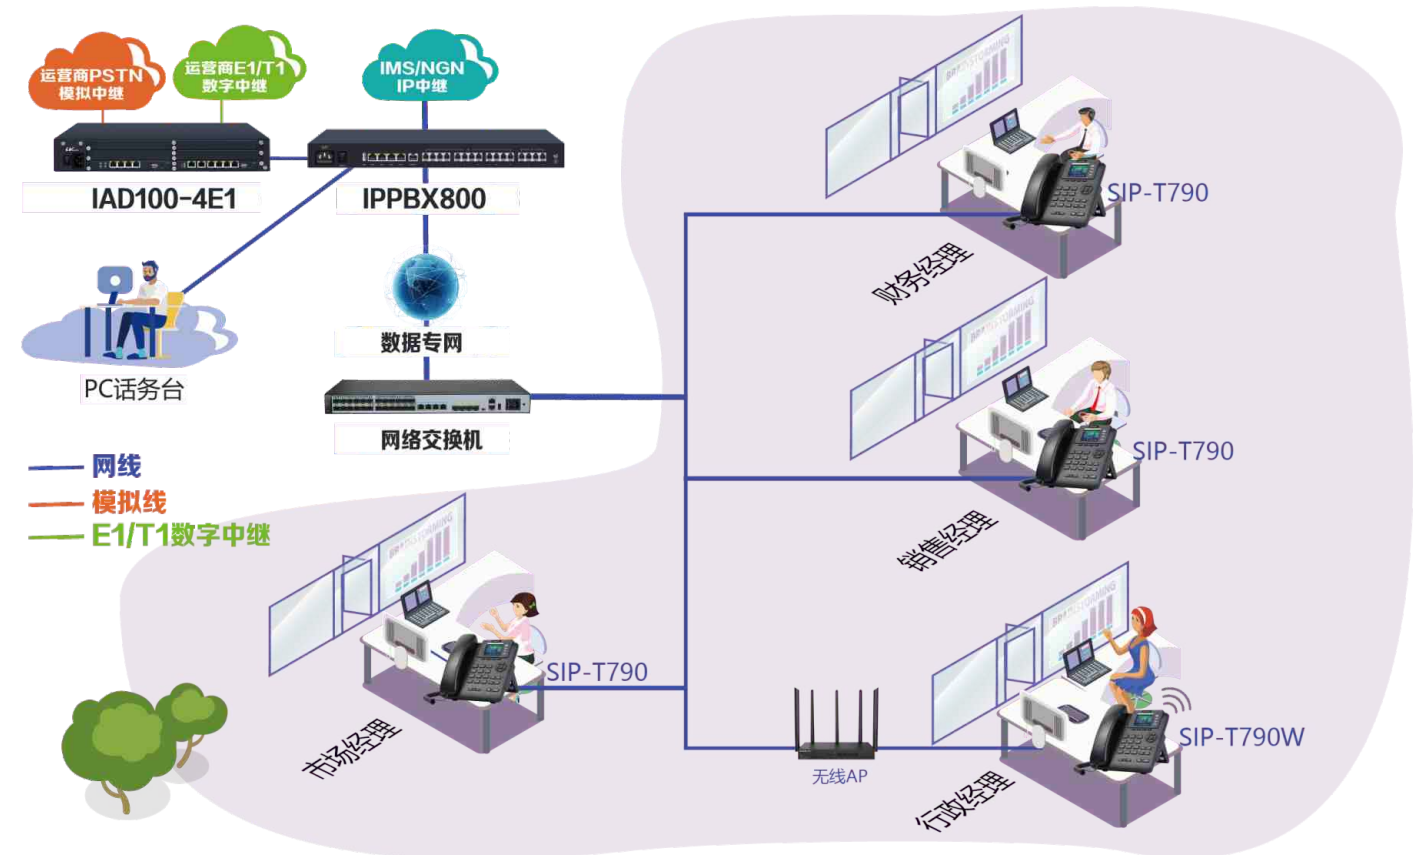 运营商PSTN
模拟中继
运营商E1/T1
数字中继
IMS/NGN
IP中继
IAD100-4E1
IPPBX800
PC话务台
数据专网
网络交换机
网线
模拟线
E1/T1数字中继
BRAINSTORMING
SIP-T790
财务经理
BRAINSTORMING
SIP-T790
销售经理
BRAINSTORMING
SIP-T790
市场经理
BRAINSTORMING
SIP-T790W
行政经理
无线AP